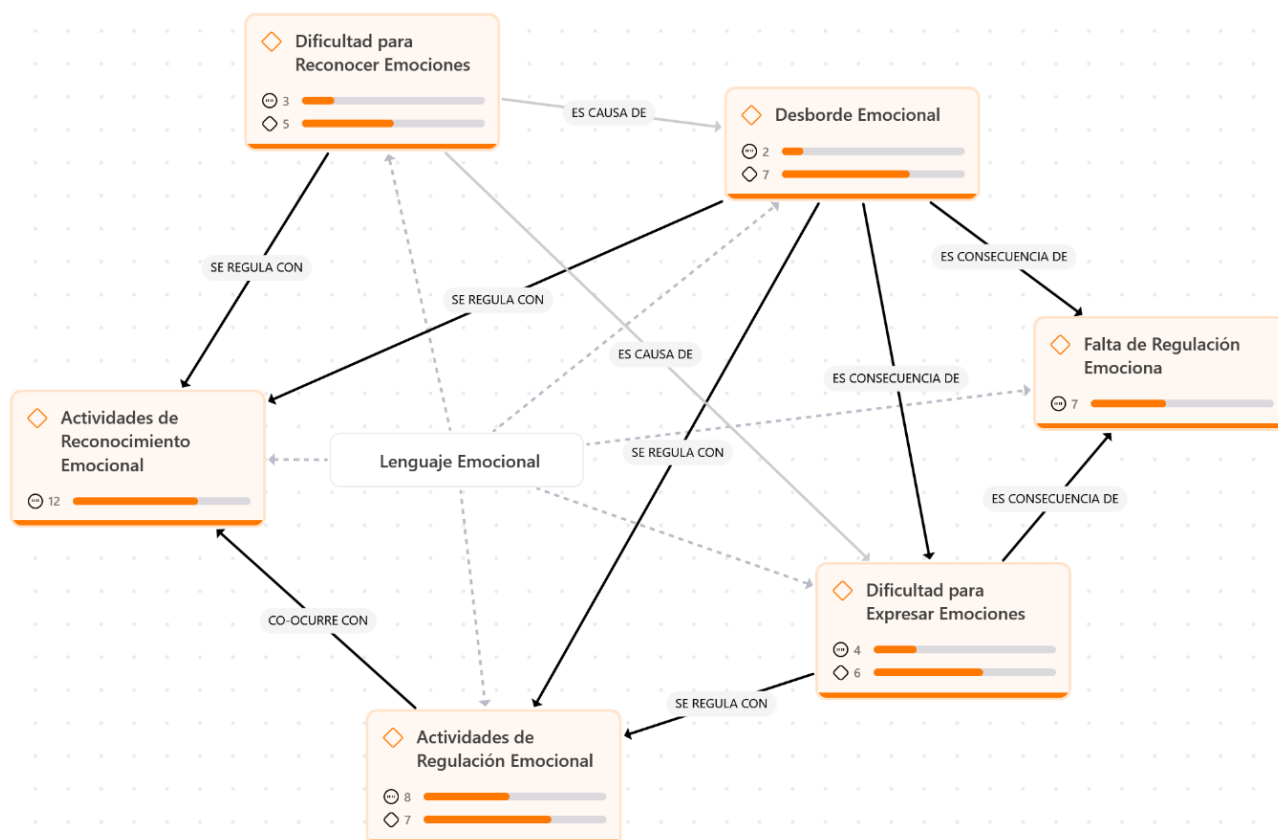 Dificultad para
Reconocer Emociones
3
5
ES CAUSA DE
Desborde Emocional
2
7
SE REGULA CON
ES CONSECUENCIA DE
SE REGULA CON
Falta de Regulación
Emociona
7
ES CAUSA DE
ES CONSECUENCIA DE
Actividades de
Reconocimiento
Emocional
12
Lenguaje Emocional
SE REGULA CON
ES CONSECUENCIA DE
Dificultad para
Expresar Emociones
4
6
CO-OCURRE CON
SE REGULA CON
Actividades de
Regulación Emocional
8
7